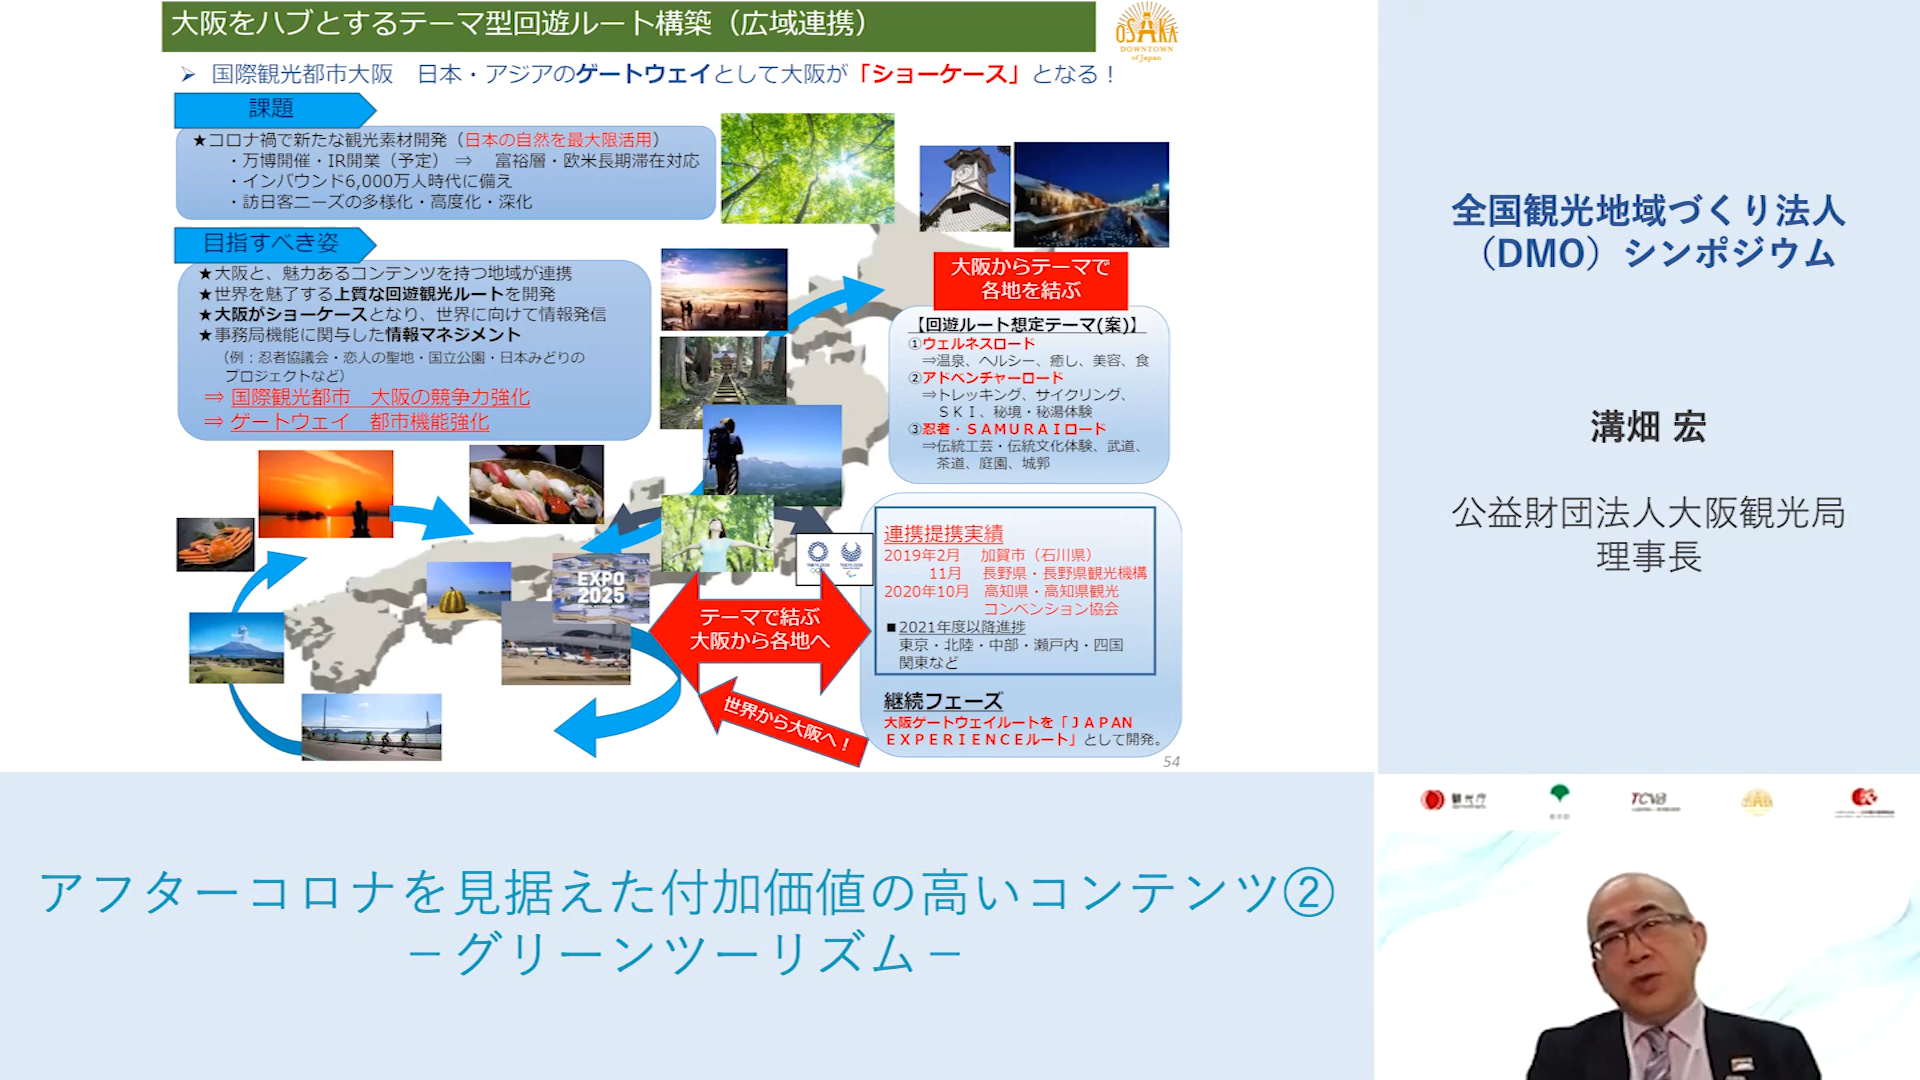 大阪をハブとするテーマ型回遊ルート構築（広域連携）
OSAKA
DOWNTOWN
of Japan
➢ 国際観光都市大阪　日本・アジアのゲートウェイとして大阪が「ショーケース」となる！
課題
★コロナ禍で新たな観光素材開発（日本の自然を最大限活用）
・万博開催・IR開業（予定）⇒　富裕層・欧米長期滞在対応
・インバウンド6,000万人時代に備え
・訪日客ニーズの多様化・高度化・深化
目指すべき姿
★大阪と、魅力あるコンテンツを持つ地域が連携
★世界を魅了する上質な回遊観光ルートを開発
★大阪がショーケースとなり、世界に向けて情報発信
★事務局機能に関与した情報マネジメント
（例：忍者協議会・恋人の聖地・国立公園・日本みどりの
プロジェクトなど）
⇒ 国際観光都市　大阪の競争力強化
⇒ ゲートウェイ　都市機能強化
大阪からテーマで
各地を結ぶ
【回遊ルート想定テーマ(案)】
①ウェルネスロード
⇒温泉、ヘルシー、癒し、美容、食
②アドベンチャーロード
⇒トレッキング、サイクリング、
ＳＫＩ、秘境・秘湯体験
③忍者・ＳＡＭＵＲＡＩロード
⇒伝統工芸・伝統文化体験、武道、
茶道、庭園、城郭
EXPO
2025
テーマで結ぶ
大阪から各地へ
世界から大阪へ！
連携提携実績
2019年2月　加賀市（石川県）
11月　長野県・長野県観光機構
2020年10月　高知県・高知県観光
コンベンション協会
■2021年度以降進捗
東京・北陸・中部・瀬戸内・四国
関東など
継続フェーズ
大阪ゲートウェイルートを「ＪＡＰＡＮ
ＥＸＰＥＲＩＥＮＣＥルート」として開発。
54
全国観光地域づくり法人
（DMO）シンポジウム
溝畑 宏
公益財団法人大阪観光局
理事長
観光庁
TCVB
アフターコロナを見据えた付加価値の高いコンテンツ②
－グリーンツーリズム－